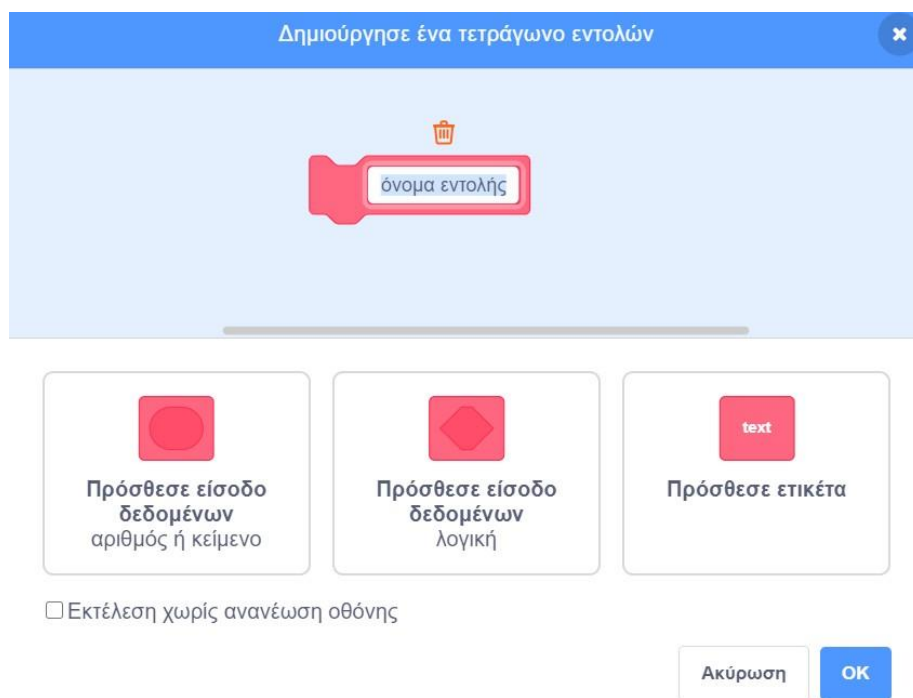 Δημιούργησε ένα τετράγωνο εντολών
όνομα εντολής
Πρόσθεσε είσοδο
δεδομένων
αριθμός ή κείμενο
Πρόσθεσε είσοδο
δεδομένων
λογική
text
Πρόσθεσε ετικέτα
Εκτέλεση χωρίς ανανέωση οθόνης
Ακύρωση
OK